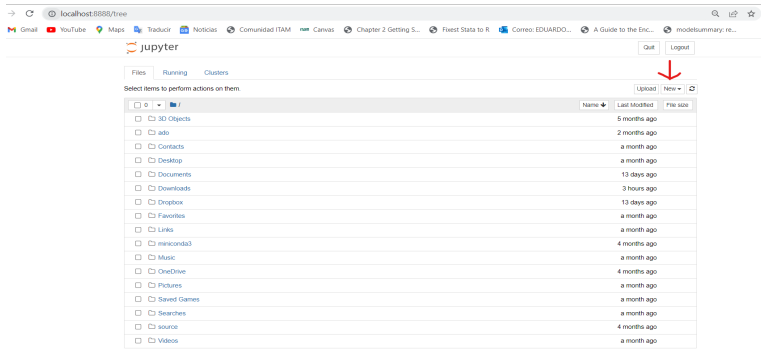 localhost:8888/tree
Gmail YouTube Maps Traducir Noticias Comunidad ITAM Canvas Chapter 2 Getting S... Fixest Stata to R Correo: EDUARDO... A Guide to the Enc... modelsummary: re...
jupyter Quit Logout
Files Running Clusters
Select items to perform actions on them. Upload New
0 / Name Last Modified File size
3D Objects 5 months ago
ado 2 months ago
Contacts a month ago
Desktop a month ago
Documents 13 days ago
Downloads 3 hours ago
Dropbox 13 days ago
Favorites a month ago
Links a month ago
miniconda3 4 months ago
Music a month ago
OneDrive 4 months ago
Pictures a month ago
Saved Games a month ago
Searches a month ago
source 4 months ago
Videos a month ago